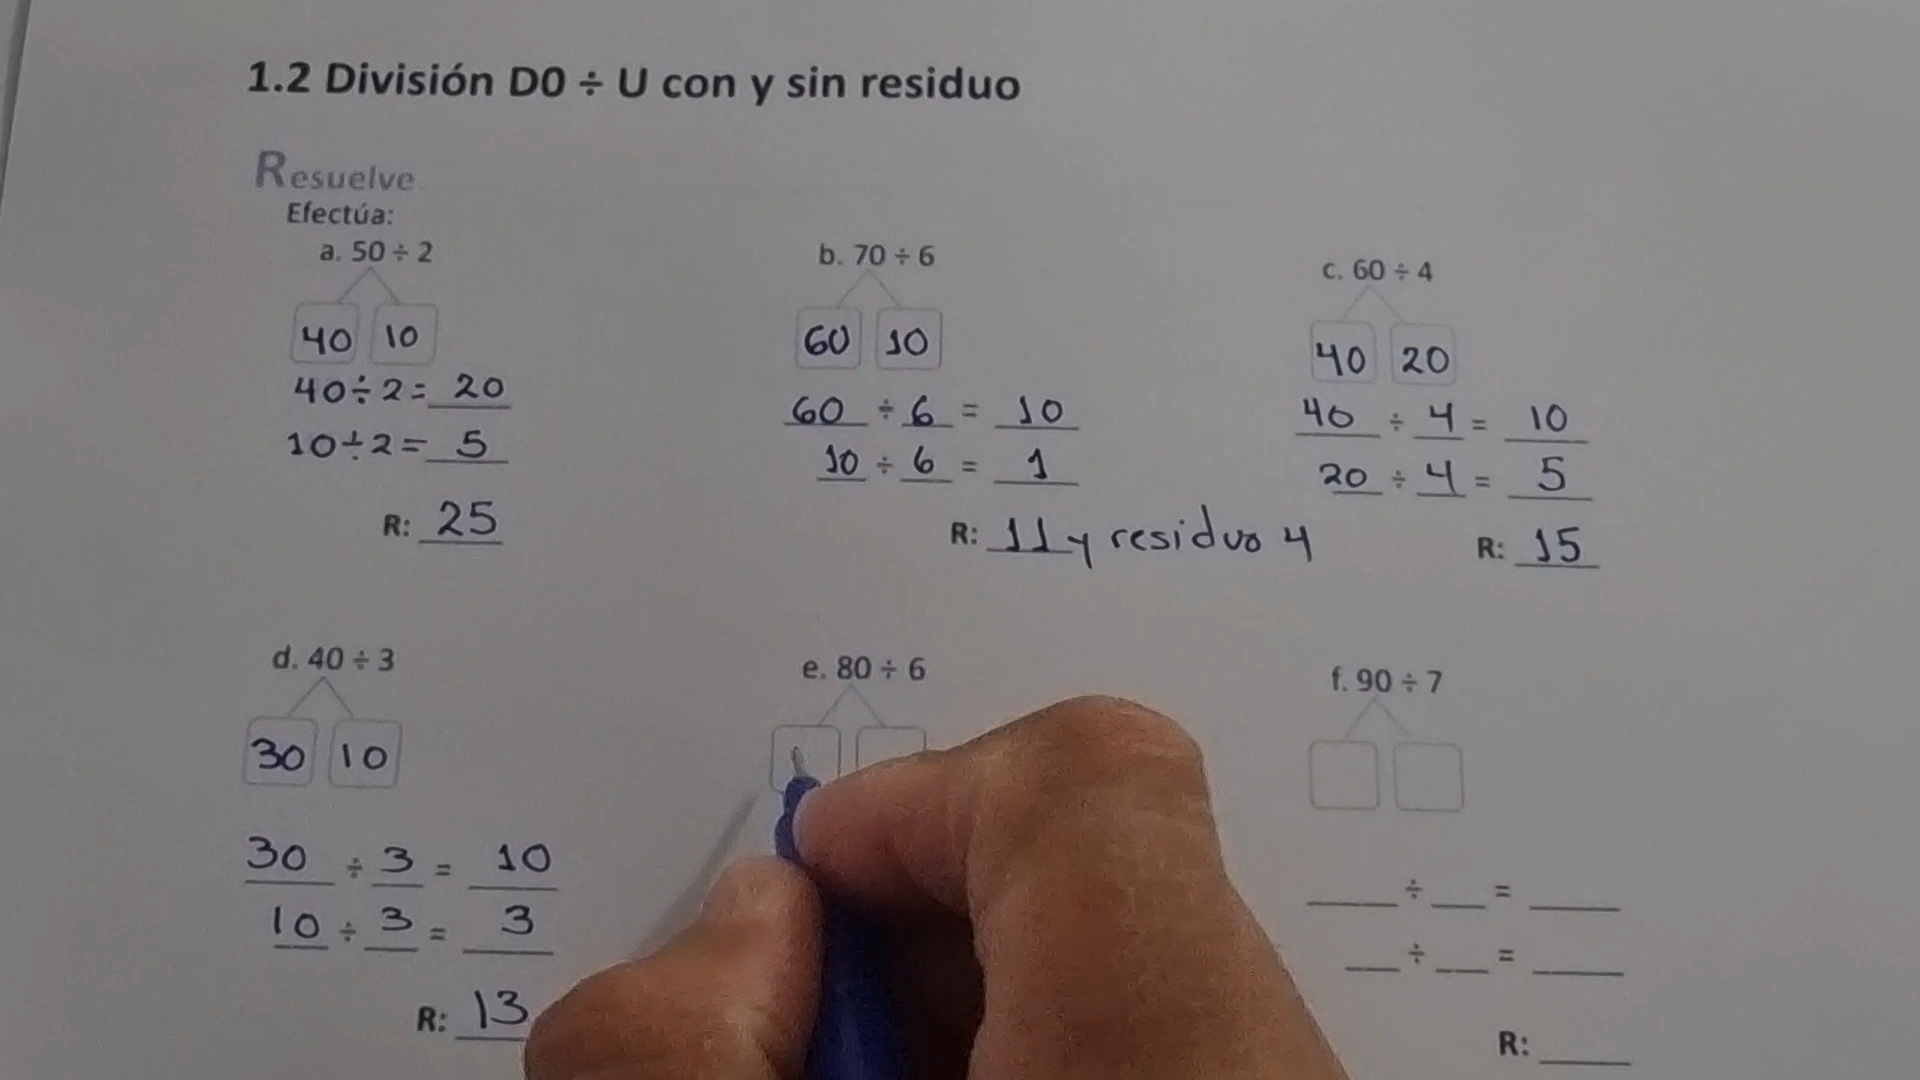 1.2 División D0 ÷ U con y sin residuo
Resuelve
Efectúa:
a. 50 ÷ 2
40 10
40÷2= 20
10÷2= 5
R: 25
b. 70 ÷ 6
60 10
60 ÷ 6 = 10
10 ÷ 6 = 1
R: 11 y residuo 4
c. 60 ÷ 4
40 20
40 ÷ 4 = 10
20 ÷ 4 = 5
R: 15
d. 40 ÷ 3
30 10
30 ÷ 3 = 10
10 ÷ 3 = 3
R: 13
e. 80 ÷ 6
f. 90 ÷ 7
÷ =
÷ =
R: